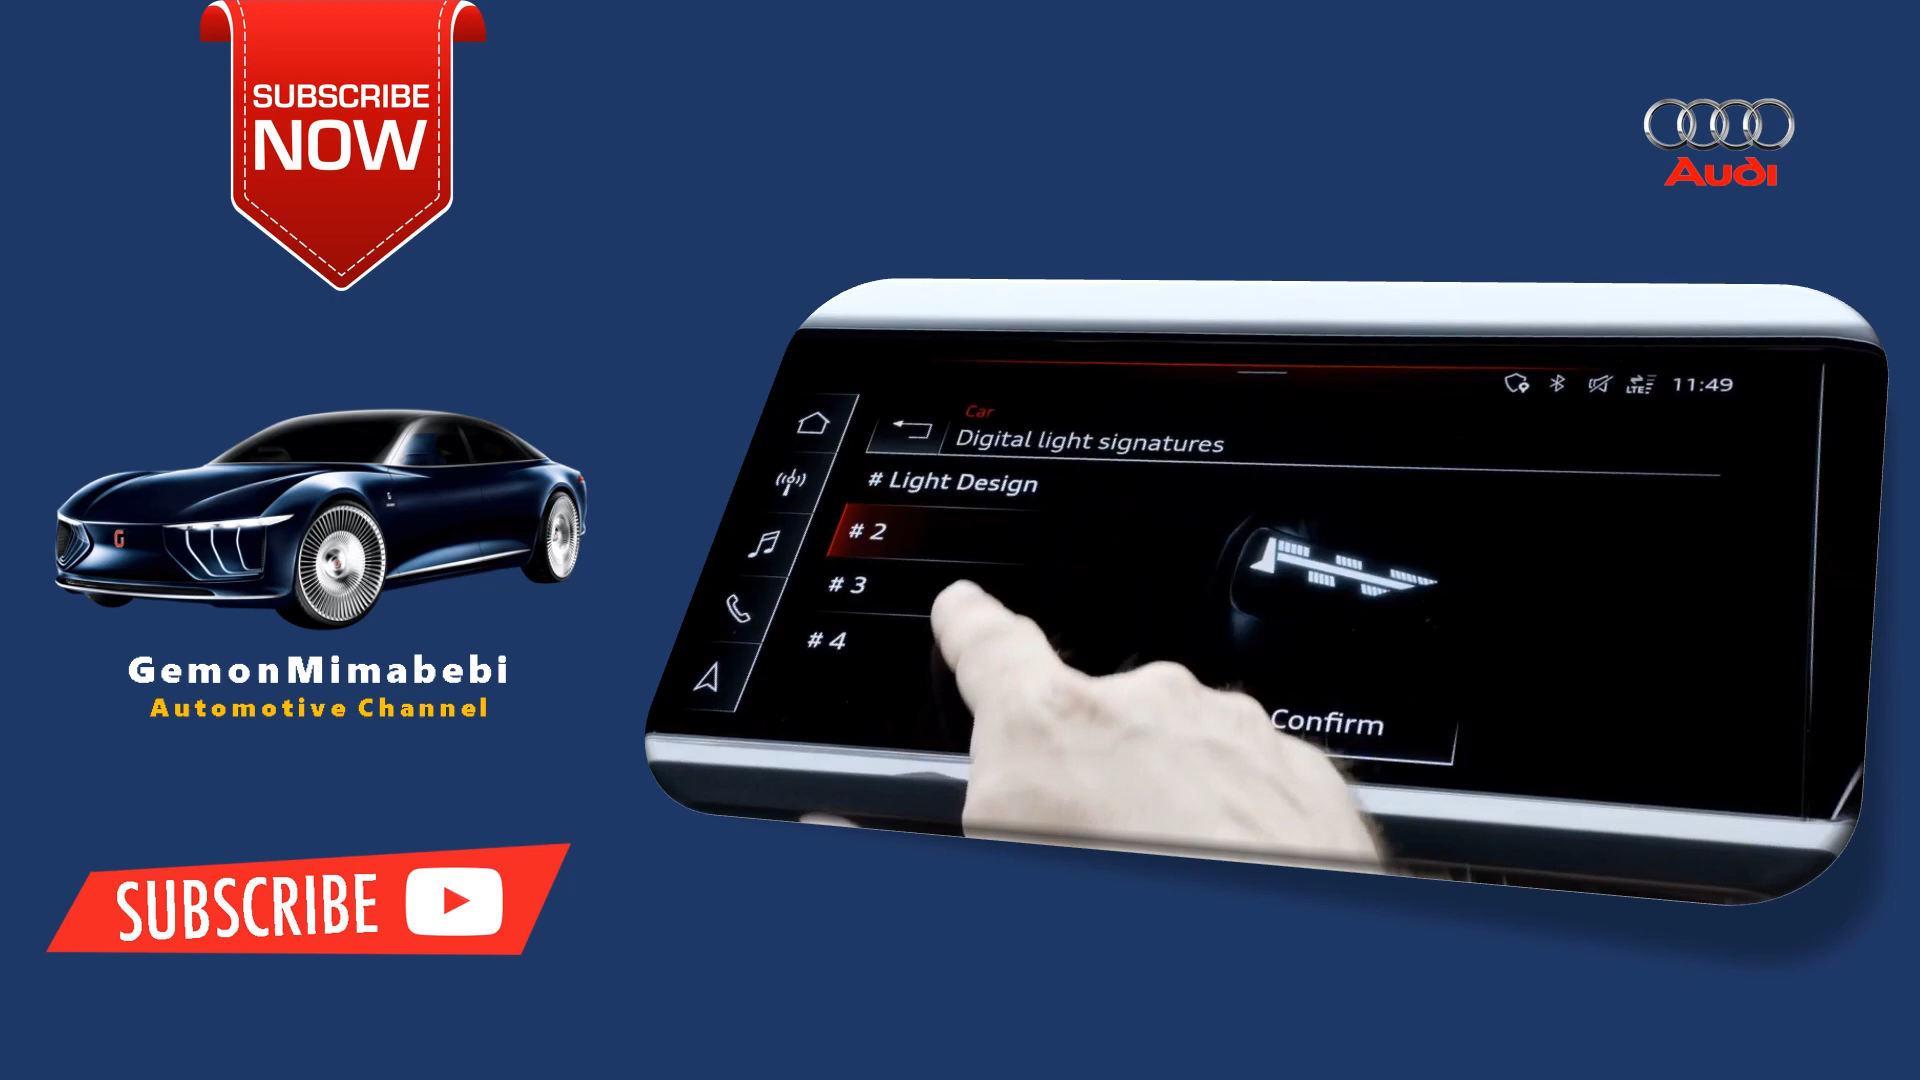 SUBSCRIBE
NOW
Audi
11:49
LTE
Car
Digital light signatures
# Light Design
# 2
# 3
# 4
Confirm
G
GemonMimabebi
Automotive Channel
SUBSCRIBE